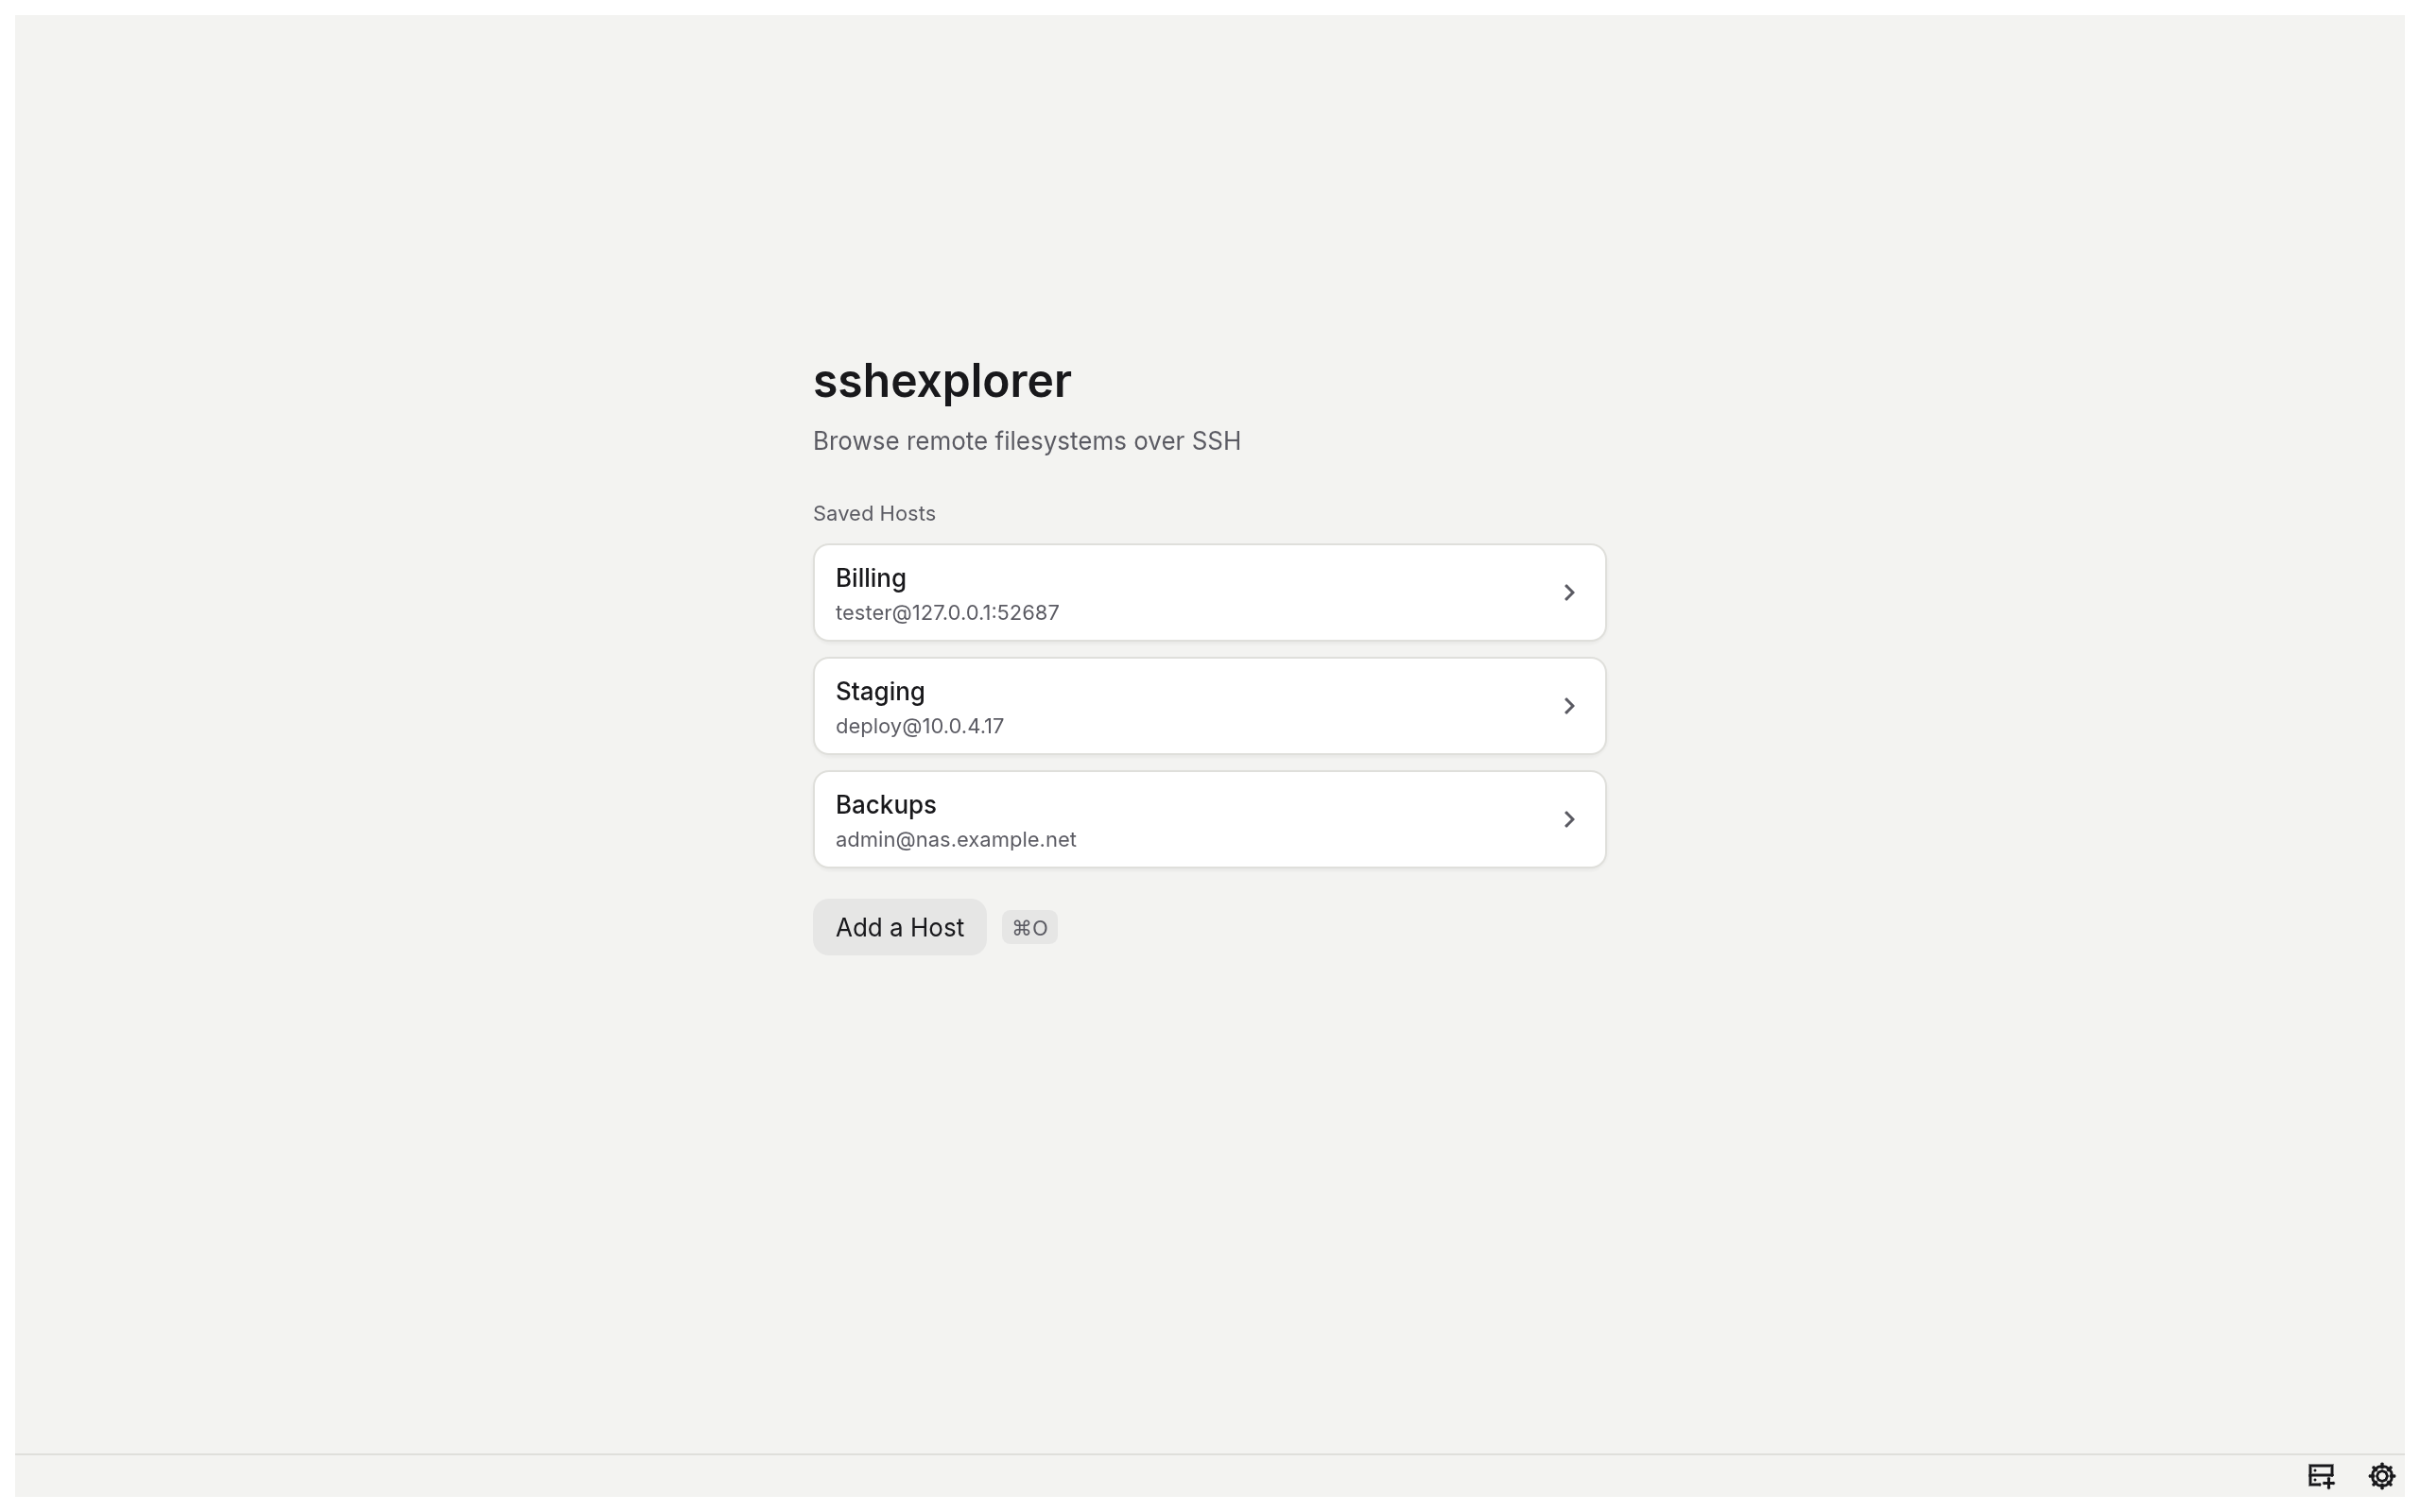 sshexplorer
Browse remote filesystems over SSH
Saved Hosts
Billing
tester@127.0.0.1:52687
Staging
deploy@10.0.4.17
Backups
admin@nas.example.net
Add a Host ⌘O